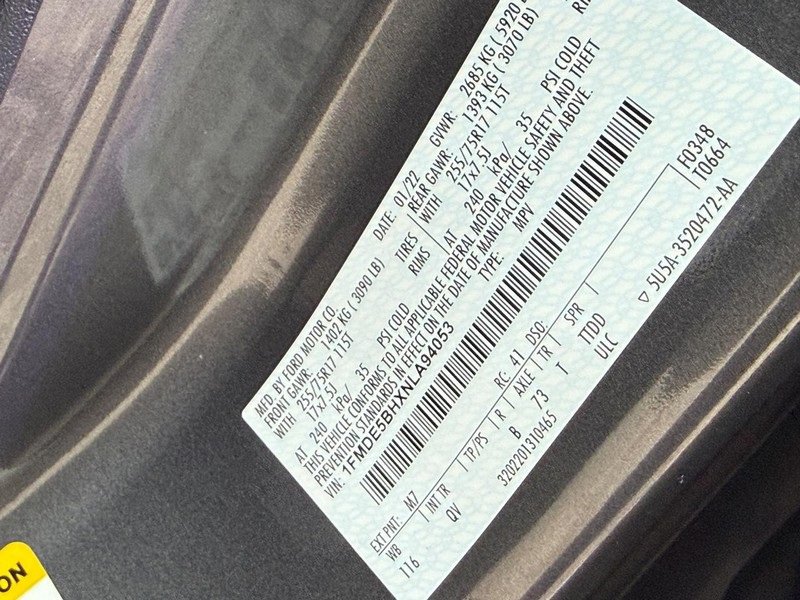 MFD. BY FORD MOTOR CO.
DATE: 01/22 GVWR: 2685 KG ( 5920
FRONT GAWR: 1402 KG ( 3090 LB) REAR GAWR: 1393 KG ( 3070 LB)
WITH 255/75R17 115T TIRES WITH 255/75R17 115T
17X7.5J RIMS 17X7.5J
AT 240 kPa/ 35 PSI COLD AT 240 kPa/ 35 PSI COLD
THIS VEHICLE CONFORMS TO ALL APPLICABLE FEDERAL MOTOR VEHICLE SAFETY AND THEFT
PREVENTION STANDARDS IN EFFECT ON THE DATE OF MANUFACTURE SHOWN ABOVE.
VIN: 1FMDE5BHXNLA94053 TYPE: MPV
EXT PNT: M7 RC: 41 DSO: F0348
WB INT TR TP/PS R AXLE TR SPR T0664
116 QV B 73 T TTDD
3202201310465 ULC ▽ 5U5A-3520472-AA
ON